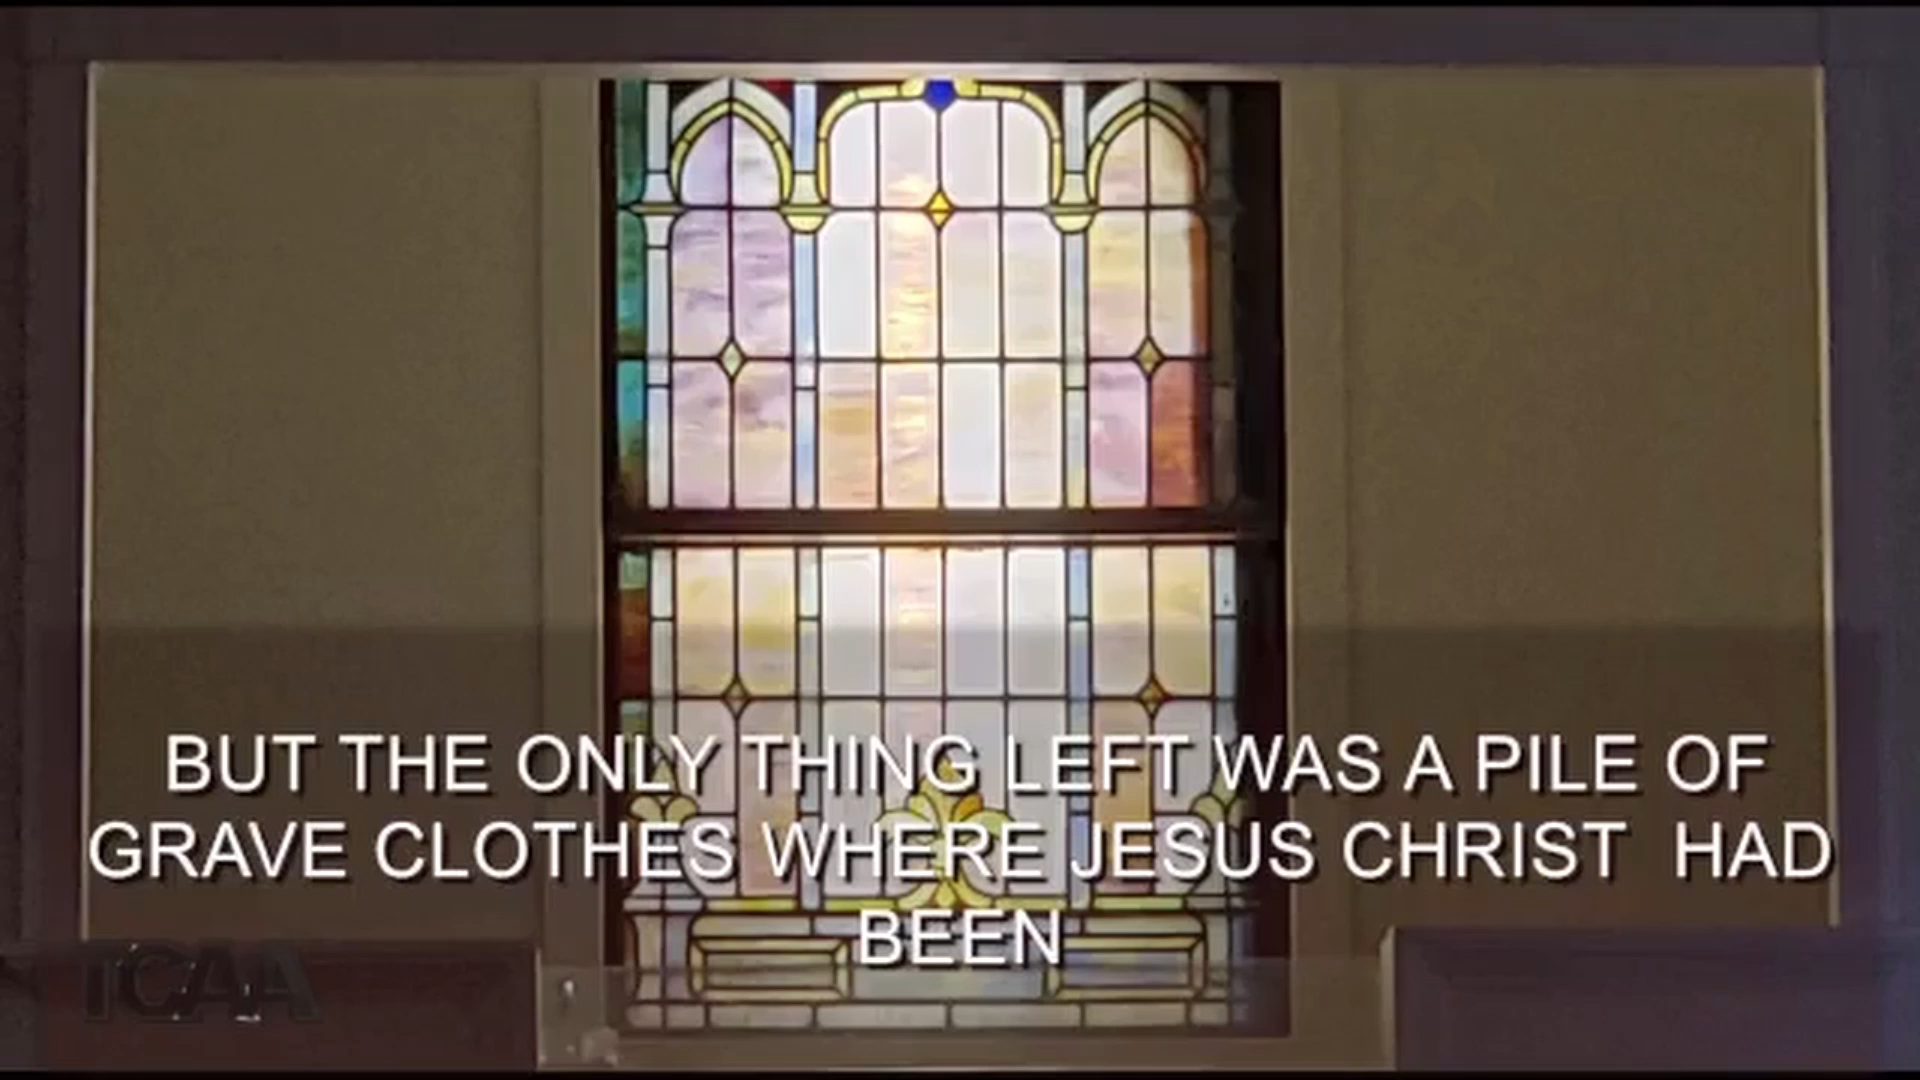 BUT THE ONLY THING LEFT WAS A PILE OF
GRAVE CLOTHES WHERE JESUS CHRIST  HAD
BEEN
TCAA